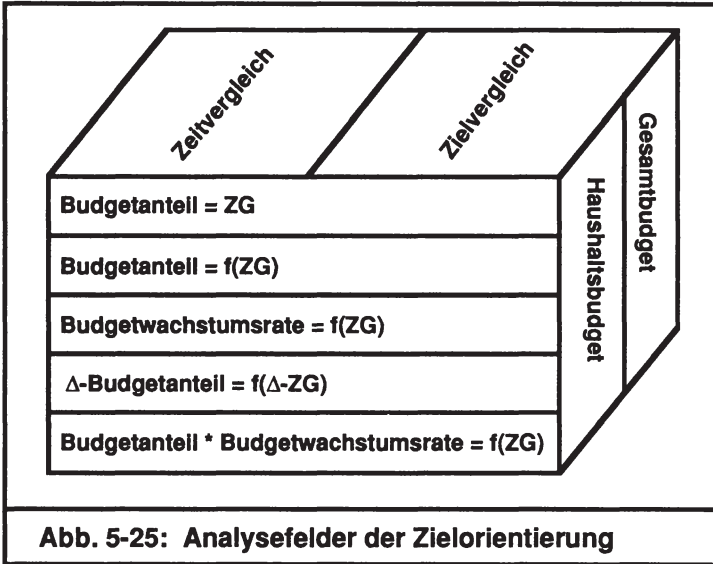 Zeitvergleich
Zielvergleich
Budgetanteil = ZG
Budgetanteil = f(ZG)
Budgetwachstumsrate = f(ZG)
Δ-Budgetanteil = f(Δ-ZG)
Budgetanteil * Budgetwachstumsrate = f(ZG)
Haushaltsbudget
Gesamtbudget
Abb. 5-25: Analysefelder der Zielorientierung